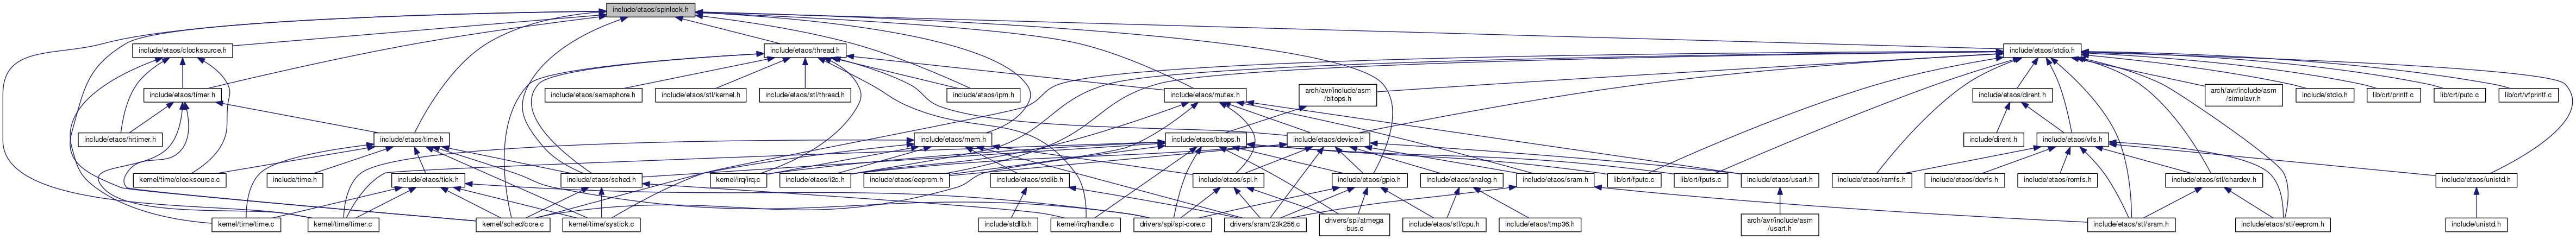 include/etaos/spinlock.h
include/etaos/clocksource.h
include/etaos/thread.h
include/etaos/stdio.h
include/etaos/timer.h
include/etaos/semaphore.h
include/etaos/stl/kernel.h
include/etaos/stl/thread.h
include/etaos/ipm.h
include/etaos/mutex.h
arch/avr/include/asm
/bitops.h
include/etaos/dirent.h
arch/avr/include/asm
/simulavr.h
include/stdio.h
lib/crt/printf.c
lib/crt/putc.c
lib/crt/vfprintf.c
include/etaos/hrtimer.h
include/etaos/time.h
include/etaos/mem.h
include/etaos/bitops.h
include/etaos/device.h
include/dirent.h
include/etaos/vfs.h
kernel/time/clocksource.c
include/time.h
include/etaos/tick.h
include/etaos/sched.h
kernel/irq/irq.c
include/etaos/i2c.h
include/etaos/eeprom.h
include/etaos/stdlib.h
include/etaos/spi.h
include/etaos/gpio.h
include/etaos/analog.h
include/etaos/sram.h
lib/crt/fputc.c
lib/crt/fputs.c
include/etaos/usart.h
include/etaos/ramfs.h
include/etaos/devfs.h
include/etaos/romfs.h
include/etaos/stl/chardev.h
include/etaos/unistd.h
kernel/time/time.c
kernel/time/timer.c
kernel/sched/core.c
kernel/time/systick.c
include/stdlib.h
kernel/irq/handle.c
drivers/spi/spi-core.c
drivers/sram/23k256.c
drivers/spi/atmega
-bus.c
include/etaos/stl/cpu.h
include/etaos/tmp36.h
arch/avr/include/asm
/usart.h
include/etaos/stl/sram.h
include/etaos/stl/eeprom.h
include/unistd.h